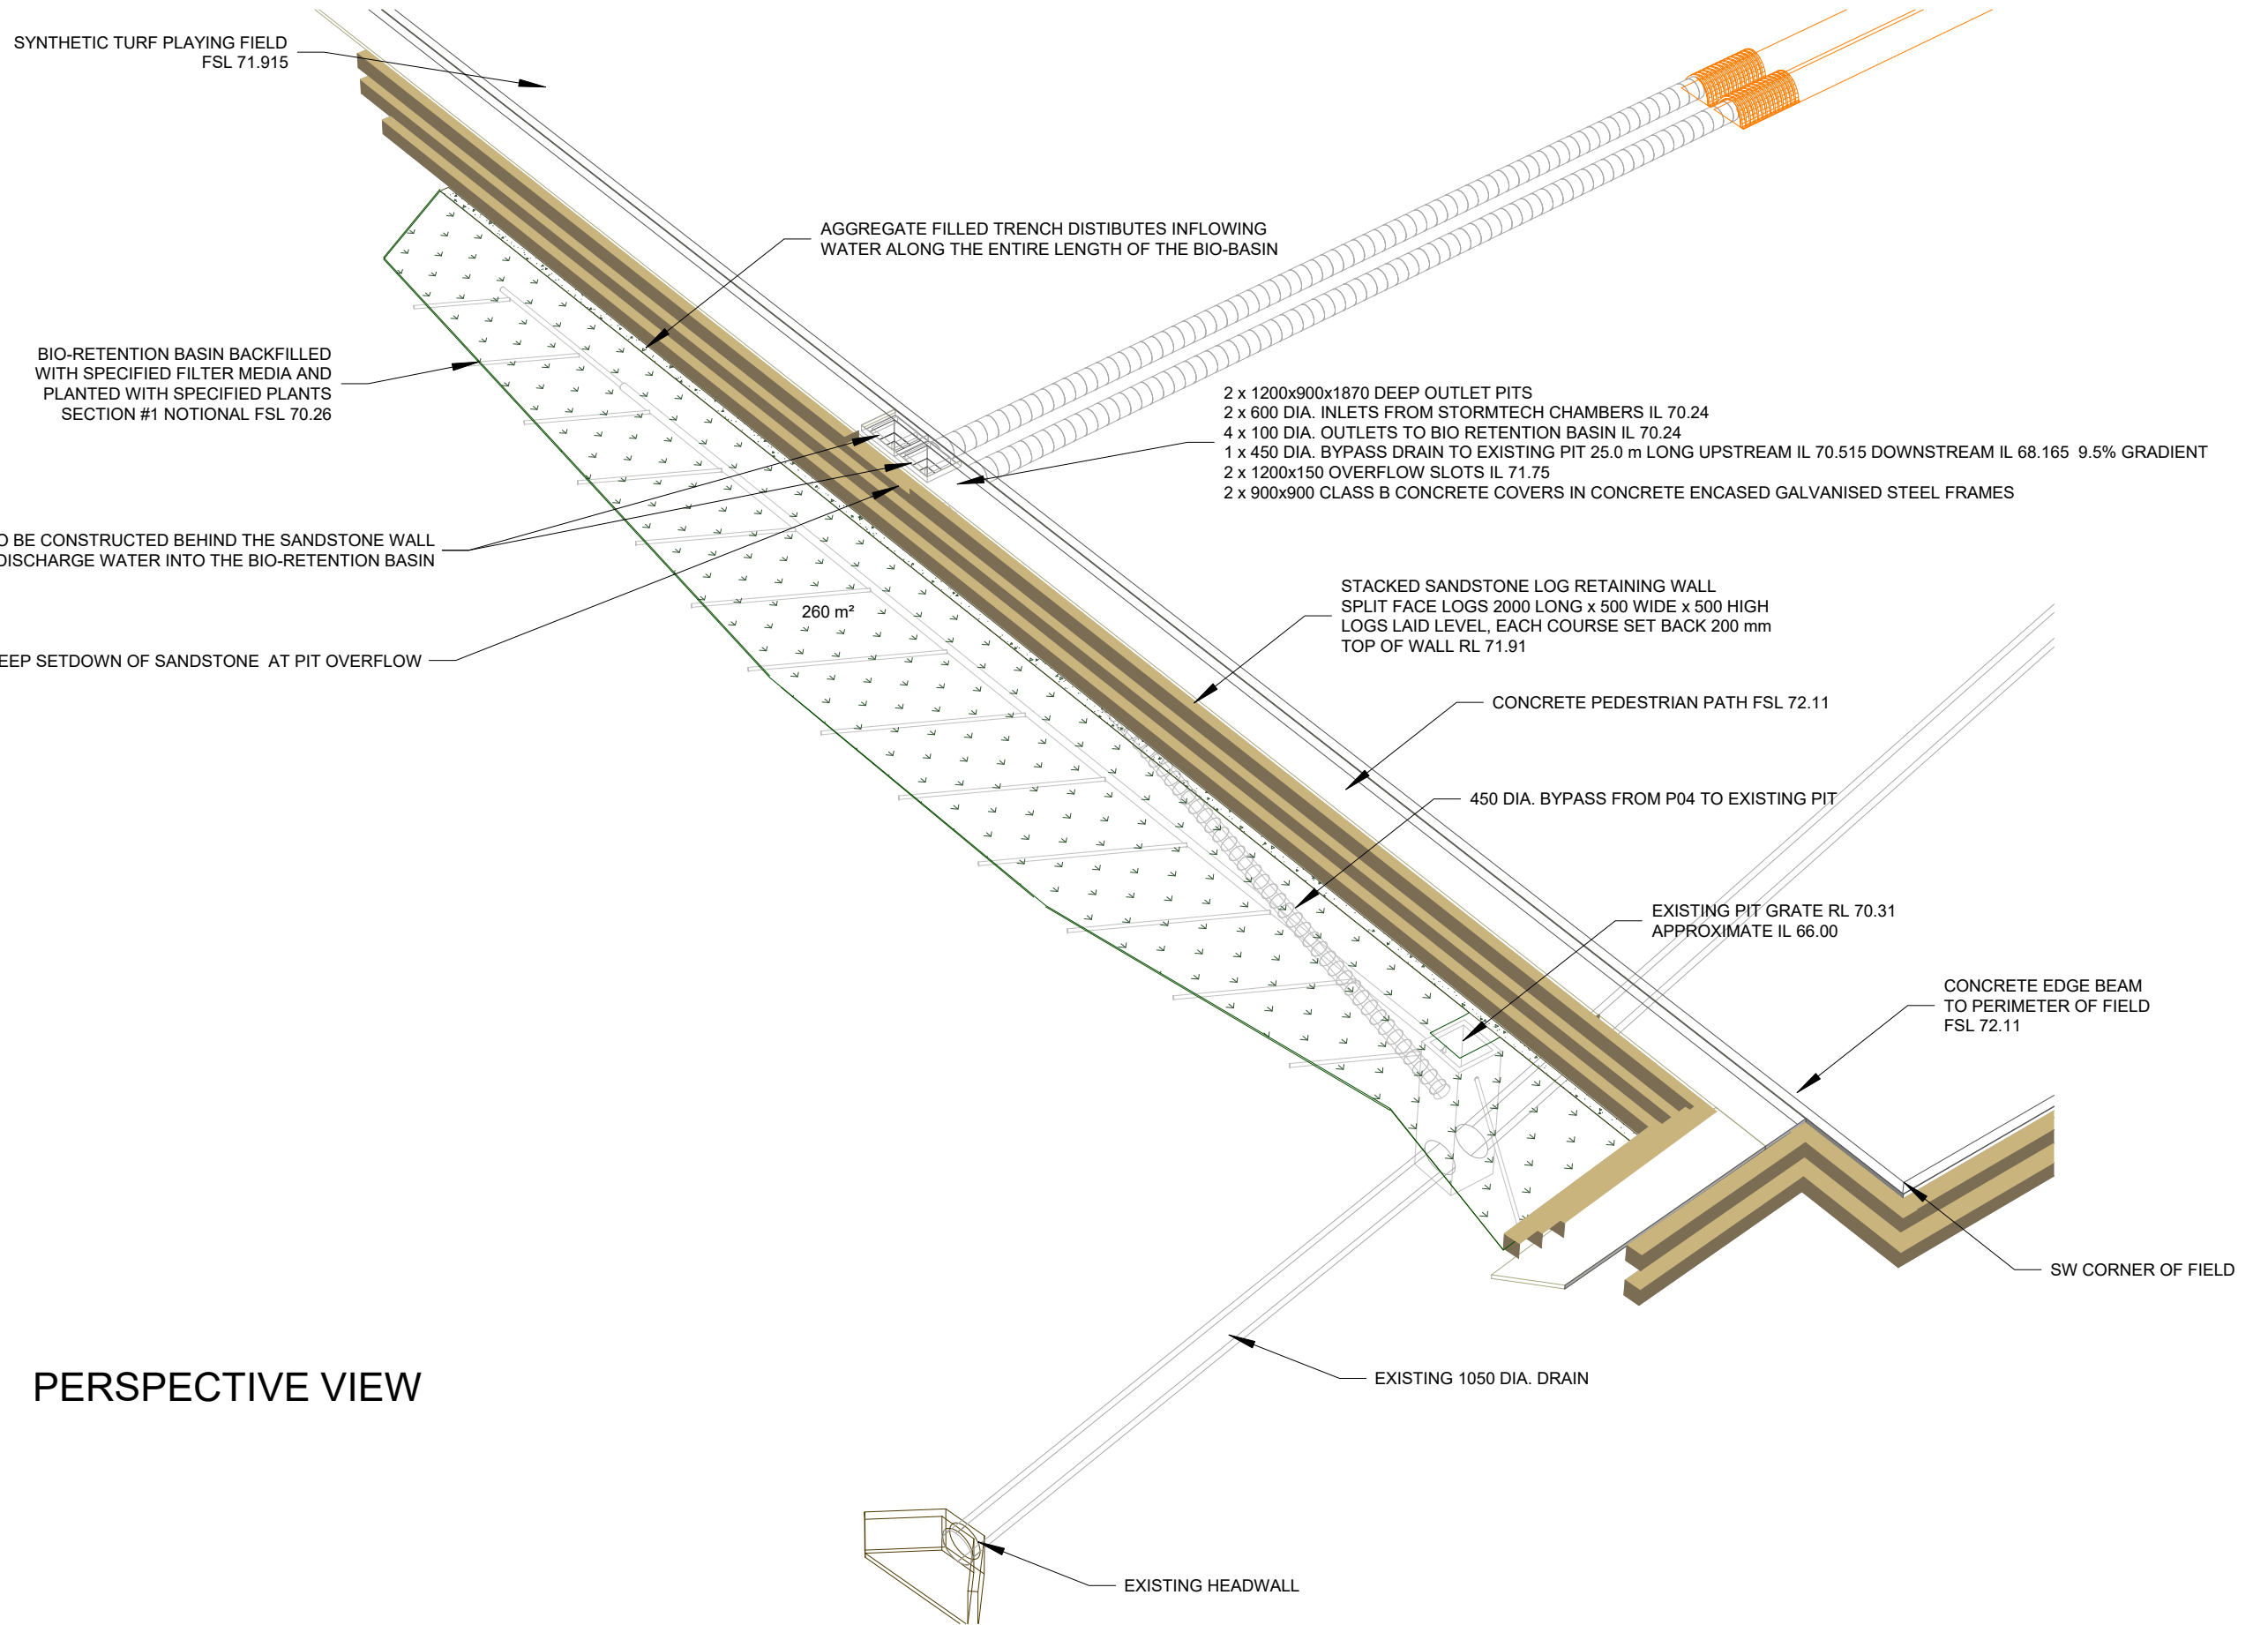 SYNTHETIC TURF PLAYING FIELD
FSL 71.915
AGGREGATE FILLED TRENCH DISTIBUTES INFLOWING
WATER ALONG THE ENTIRE LENGTH OF THE BIO-BASIN
BIO-RETENTION BASIN BACKFILLED
WITH SPECIFIED FILTER MEDIA AND
PLANTED WITH SPECIFIED PLANTS
SECTION #1 NOTIONAL FSL 70.26
2 x 1200x900x1870 DEEP OUTLET PITS
2 x 600 DIA. INLETS FROM STORMTECH CHAMBERS IL 70.24
4 x 100 DIA. OUTLETS TO BIO RETENTION BASIN IL 70.24
1 x 450 DIA. BYPASS DRAIN TO EXISTING PIT 25.0 m LONG UPSTREAM IL 70.515 DOWNSTREAM IL 68.165 9.5% GRADIENT
2 x 1200x150 OVERFLOW SLOTS IL 71.75
2 x 900x900 CLASS B CONCRETE COVERS IN CONCRETE ENCASED GALVANISED STEEL FRAMES
O BE CONSTRUCTED BEHIND THE SANDSTONE WALL
DISCHARGE WATER INTO THE BIO-RETENTION BASIN
STACKED SANDSTONE LOG RETAINING WALL
SPLIT FACE LOGS 2000 LONG x 500 WIDE x 500 HIGH
LOGS LAID LEVEL, EACH COURSE SET BACK 200 mm
TOP OF WALL RL 71.91
260 m²
EEP SETDOWN OF SANDSTONE AT PIT OVERFLOW
CONCRETE PEDESTRIAN PATH FSL 72.11
450 DIA. BYPASS FROM P04 TO EXISTING PIT
EXISTING PIT GRATE RL 70.31
APPROXIMATE IL 66.00
CONCRETE EDGE BEAM
TO PERIMETER OF FIELD
FSL 72.11
SW CORNER OF FIELD
EXISTING 1050 DIA. DRAIN
PERSPECTIVE VIEW
EXISTING HEADWALL